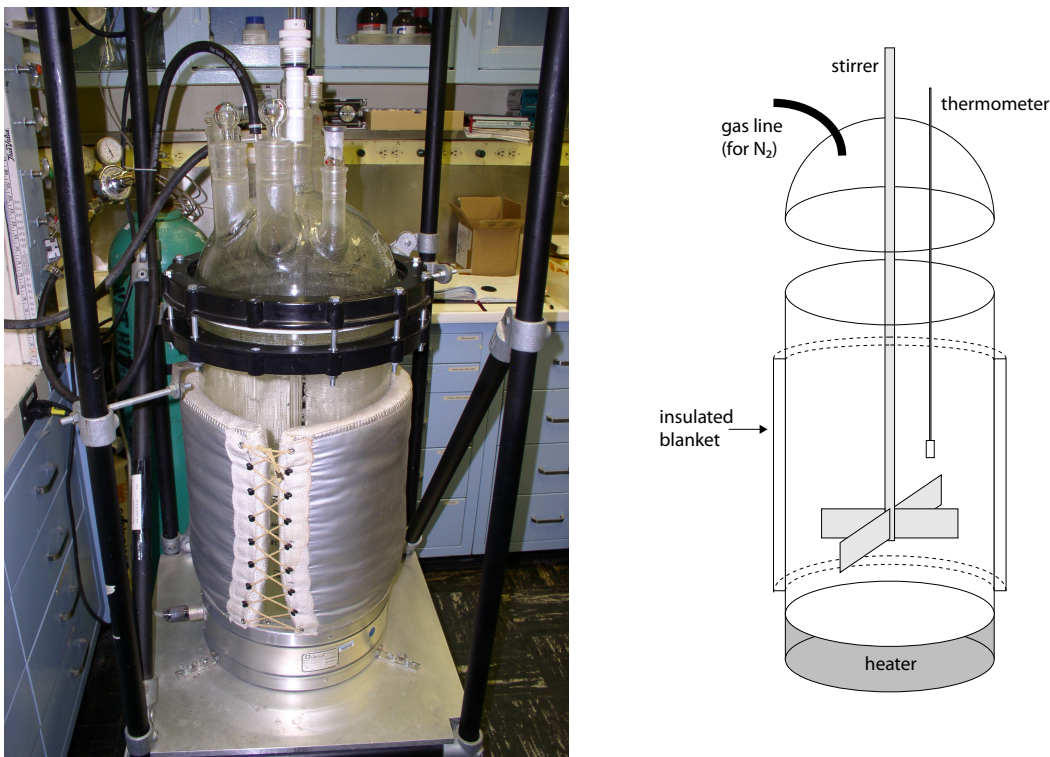 stirrer
thermometer
gas line
(for N₂)
insulated
blanket
heater